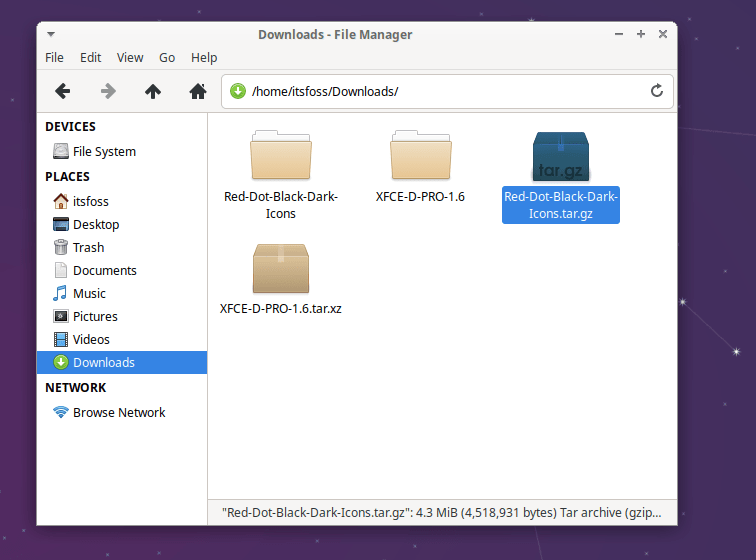 Downloads - File Manager
File Edit View Go Help
/home/itsfoss/Downloads/
DEVICES
File System
PLACES
itsfoss
Desktop
Trash
Documents
Music
Pictures
Videos
Downloads
NETWORK
Browse Network
Red-Dot-Black-Dark-
Icons
XFCE-D-PRO-1.6
tar.gz
Red-Dot-Black-Dark-
Icons.tar.gz
XFCE-D-PRO-1.6.tar.xz
"Red-Dot-Black-Dark-Icons.tar.gz": 4.3 MiB (4,518,931 bytes) Tar archive (gzip...